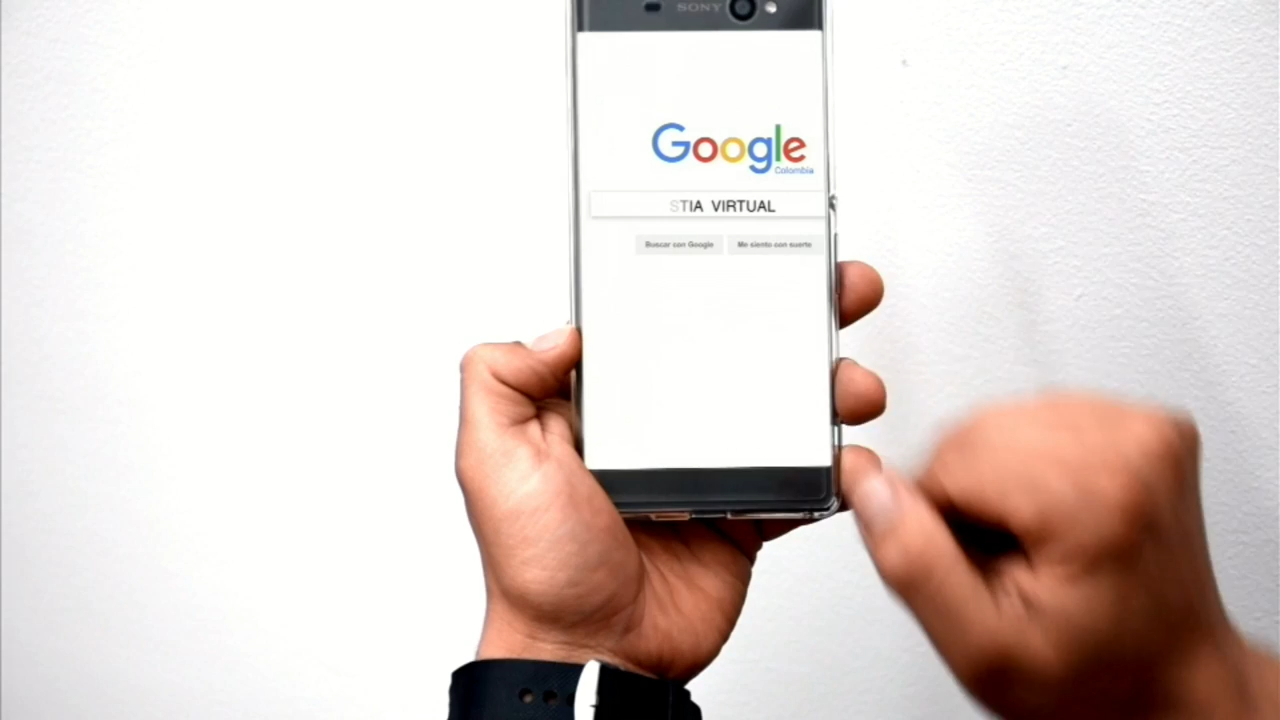 SONY
Google
Colombia
STIA VIRTUAL
Buscar con Google
Me siento con suerte